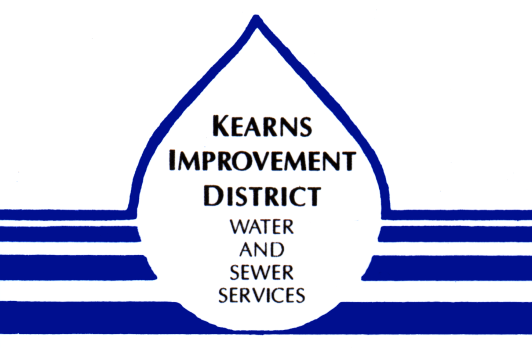 KEARNS
IMPROVEMENT
DISTRICT
WATER
AND
SEWER
SERVICES